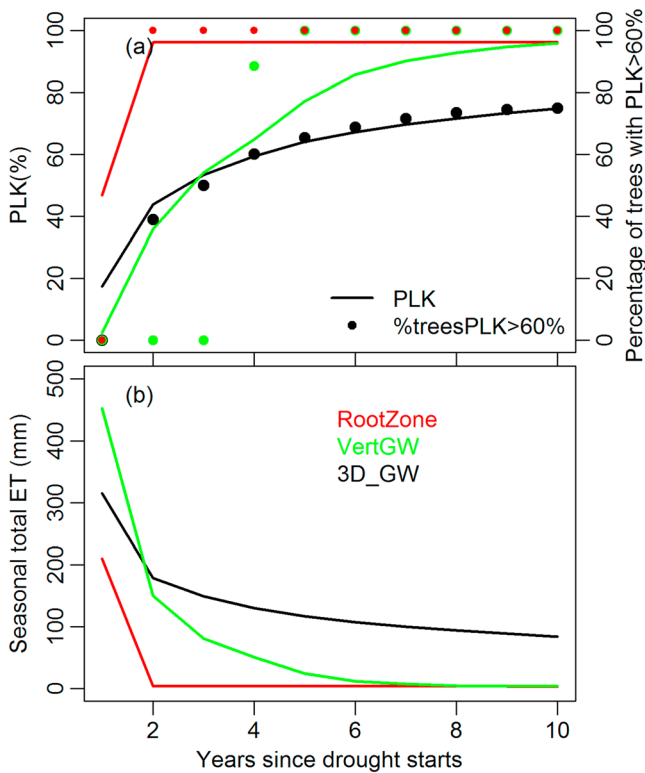 (a)
100
80
60
40
20
0
PLK(%)
100
80
60
40
20
0
Percentage of trees with PLK>60%
PLK
%treesPLK>60%
(b)
500
400
300
200
100
0
Seasonal total ET (mm)
RootZone
VertGW
3D_GW
2 4 6 8 10
Years since drought starts